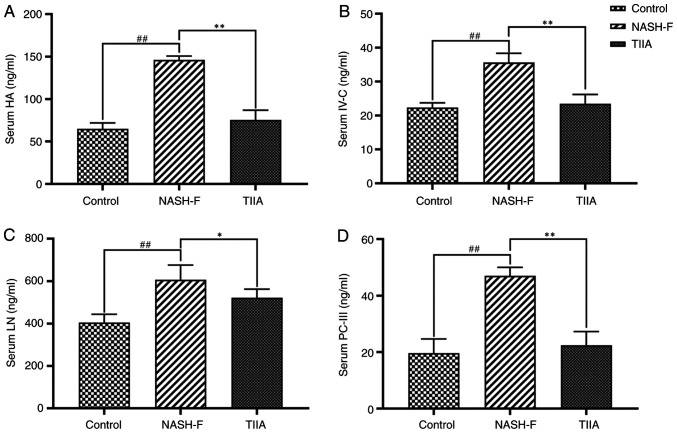 A
Serum HA (ng/ml)
200
150
100
50
0
##
**
Control
NASH-F
TIIA
B
Serum IV-C (ng/ml)
50
40
30
20
10
0
##
**
Control
NASH-F
TIIA
Control
NASH-F
TIIA
C
Serum LN (ng/ml)
800
600
400
200
0
##
*
Control
NASH-F
TIIA
D
Serum PC-III (ng/ml)
60
40
20
0
##
**
Control
NASH-F
TIIA